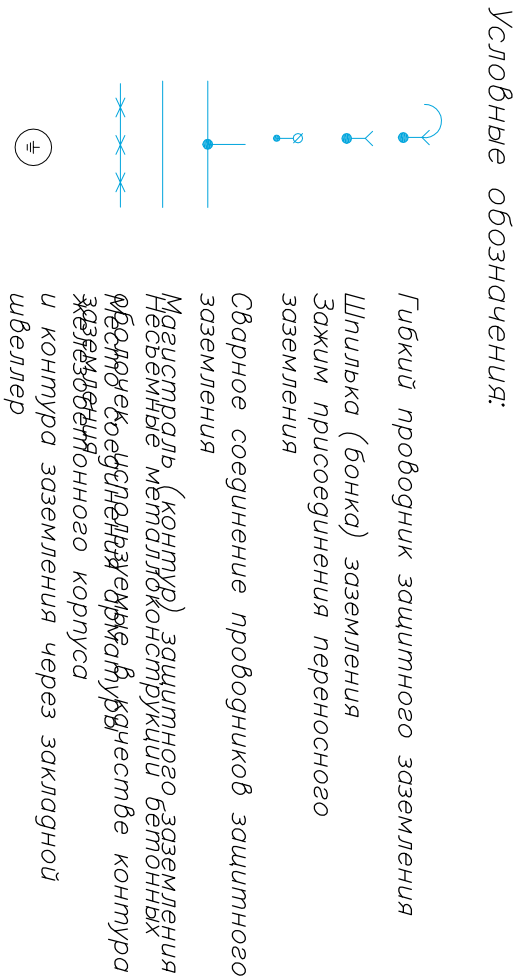 Условные обозначения:
Гибкий проводник защитного заземления
Шпилька (бонка) заземления
Зажим присоединения переносного
заземления
Сварное соединение проводников защитного
заземления
Магистраль (контур) защитного заземления
Несъемные металлоконструкции бетонных
оболочек, используемые в качестве контура
заземления
Место соединения арматуры
железобетонного корпуса
и контура заземления через закладной
швеллер